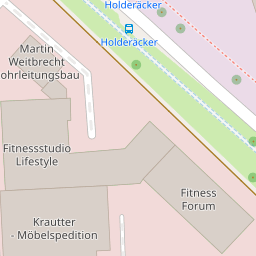 Holderäcker
Holderäcker
Martin
Weitbrecht
ohrleitungsbau
Fitnessstudio
Lifestyle
Fitness
Forum
Krautter
- Möbelspedition